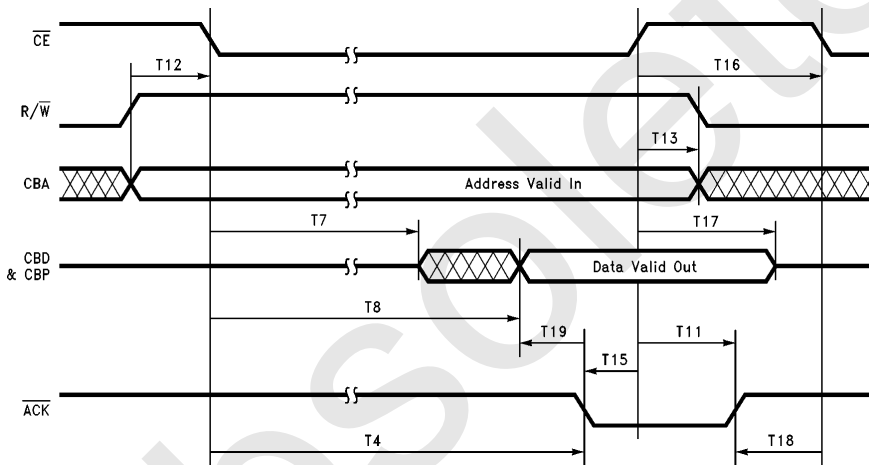 CE
T12
T16
R/W
T13
CBA
Address Valid In
T7
T17
CBD
& CBP
Data Valid Out
T8
T19
T11
T15
ACK
T4
T18
Obsolete